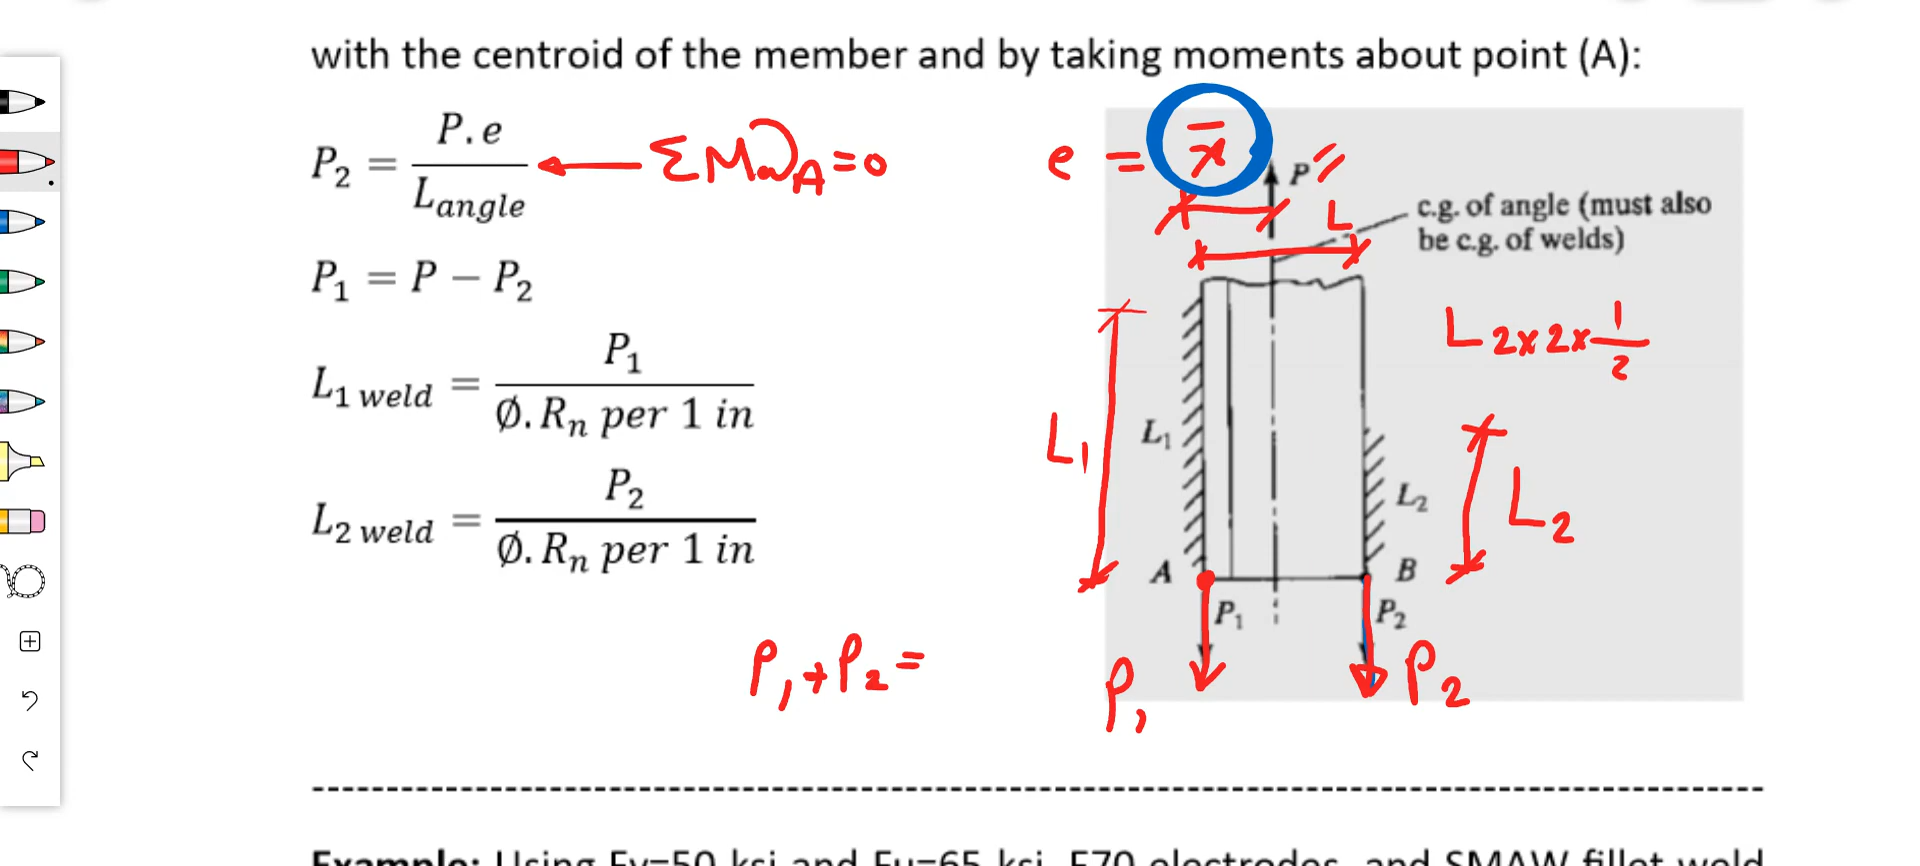 with the centroid of the member and by taking moments about point (A):
P₂ = P.e / L_angle ← ΣM A = 0
P₁ = P − P₂
L₁ weld = P₁ / Ø.Rₙ per 1 in
L₂ weld = P₂ / Ø.Rₙ per 1 in
P₁ + P₂ =
e = x̄
P
L
c.g. of angle (must also
be c.g. of welds)
L 2x2x 1/2
L₁
L₁
L₂
L₂
A
B
P₁
P₂
P₁
P₂
Example: Using Fy=50 ksi and Fu=65 ksi, E70 electrodes, and SMAW fillet weld